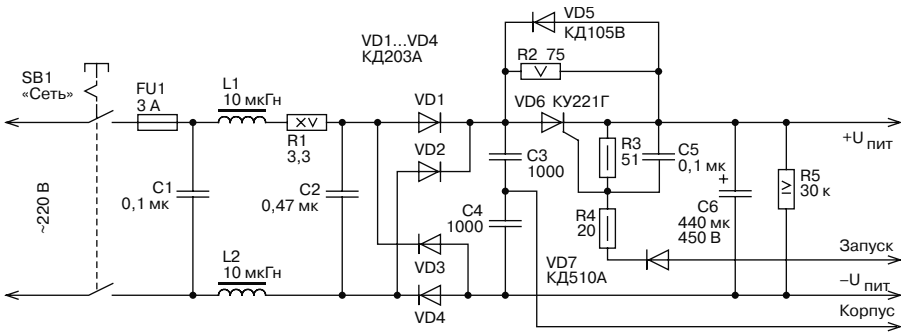 VD5
КД105В
VD1...VD4
КД203А
R2 75
SB1
«Сеть»
FU1
3 А
L1
10 мкГн
VD1
VD6 КУ221Г
R1
3,3
VD2
C3
1000
R3
51
C5
0,1 мк
+U пит
R5
30 к
C1
0,1 мк
C2
0,47 мк
~220 В
C4
1000
R4
20
+
C6
440 мк
450 В
L2
10 мкГн
VD3
VD4
VD7
КД510А
Запуск
–U пит
Корпус